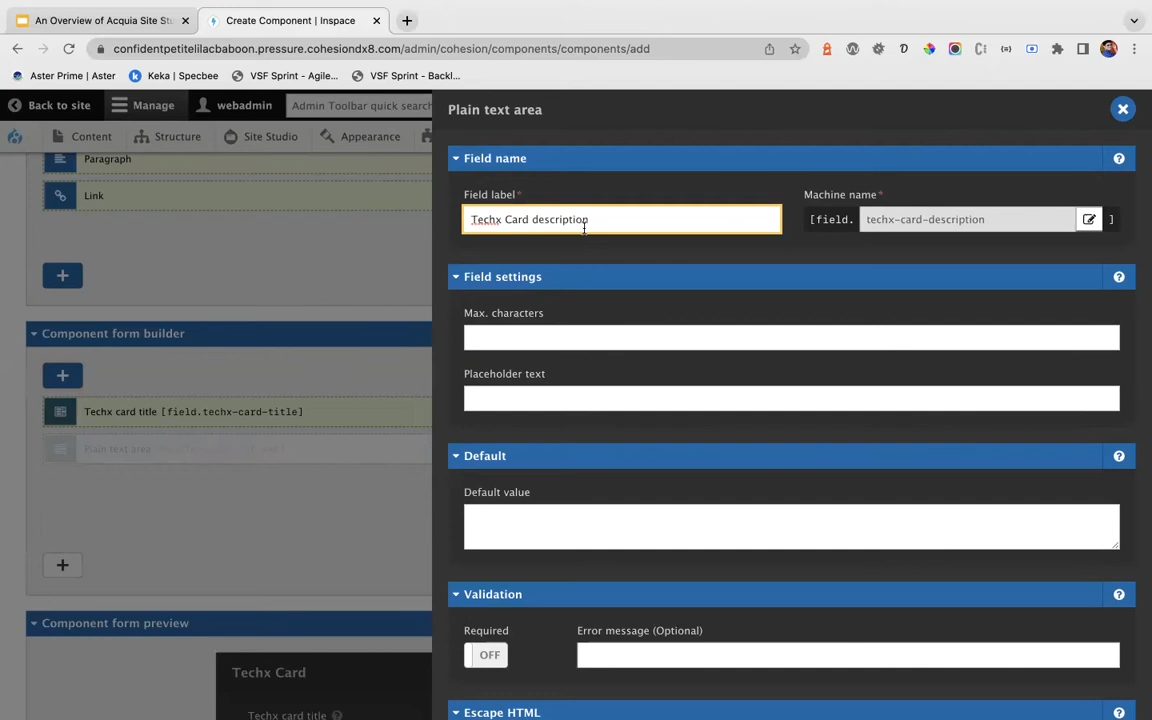 An Overview of Acquia Site Stu
Create Component | Inspace
confidentpetitelilacbaboon.pressure.cohesiondx8.com/admin/cohesion/components/components/add
Aster Prime | Aster
Keka | Specbee
VSF Sprint - Agile...
VSF Sprint - Backl...
Back to site
Manage
webadmin
Admin Toolbar quick search
Content
Structure
Site Studio
Appearance
Paragraph
Link
Component form builder
Techx card title [field.techx-card-title]
Plain text area
Component form preview
Techx Card
Techx card title
Plain text area
Field name
Field label*
Machine name*
Techx Card description
[field.
techx-card-description
]
Field settings
Max. characters
Placeholder text
Default
Default value
Validation
Required
Error message (Optional)
OFF
Escape HTML